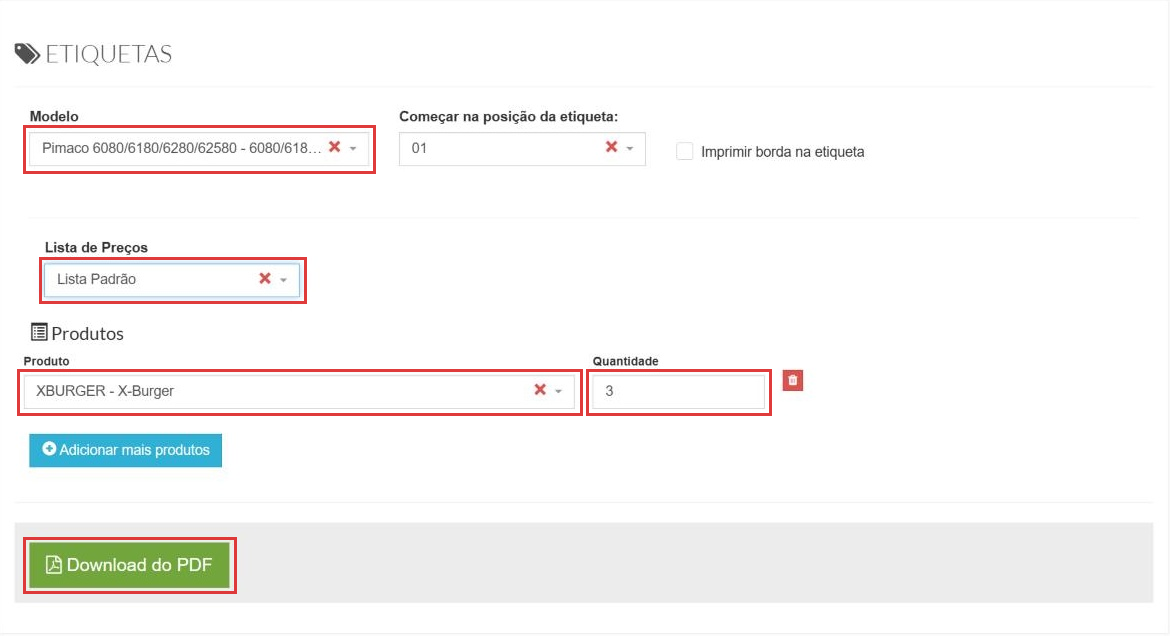 ETIQUETAS
Modelo
Começar na posição da etiqueta:
Pimaco 6080/6180/6280/62580 - 6080/618...
01
Imprimir borda na etiqueta
Lista de Preços
Lista Padrão
Produtos
Produto
Quantidade
XBURGER - X-Burger
3
Adicionar mais produtos
Download do PDF